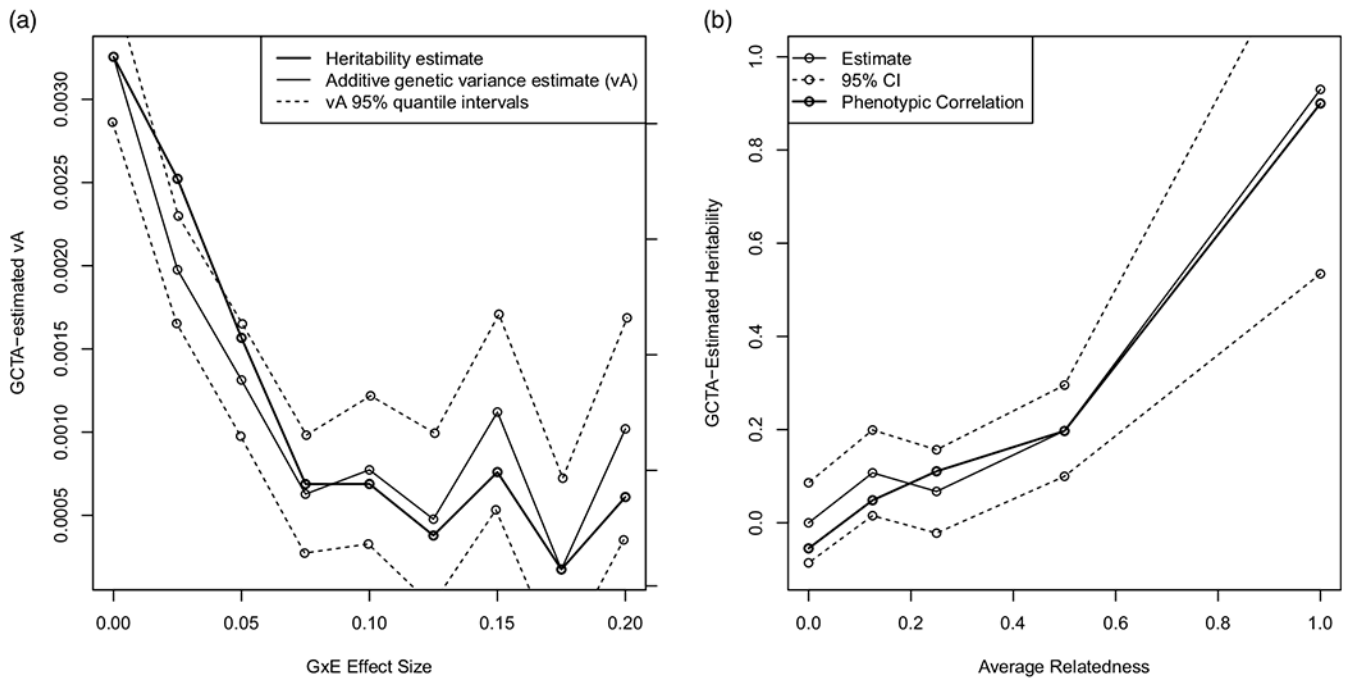 (a)
Heritability estimate
Additive genetic variance estimate (vA)
vA 95% quantile intervals
GCTA−estimated vA
0.0030
0.0025
0.0020
0.0015
0.0010
0.0005
0.00 0.05 0.10 0.15 0.20
GxE Effect Size
(b)
Estimate
95% CI
Phenotypic Correlation
GCTA−Estimated Heritability
1.0
0.8
0.6
0.4
0.2
0.0
0.0 0.2 0.4 0.6 0.8 1.0
Average Relatedness